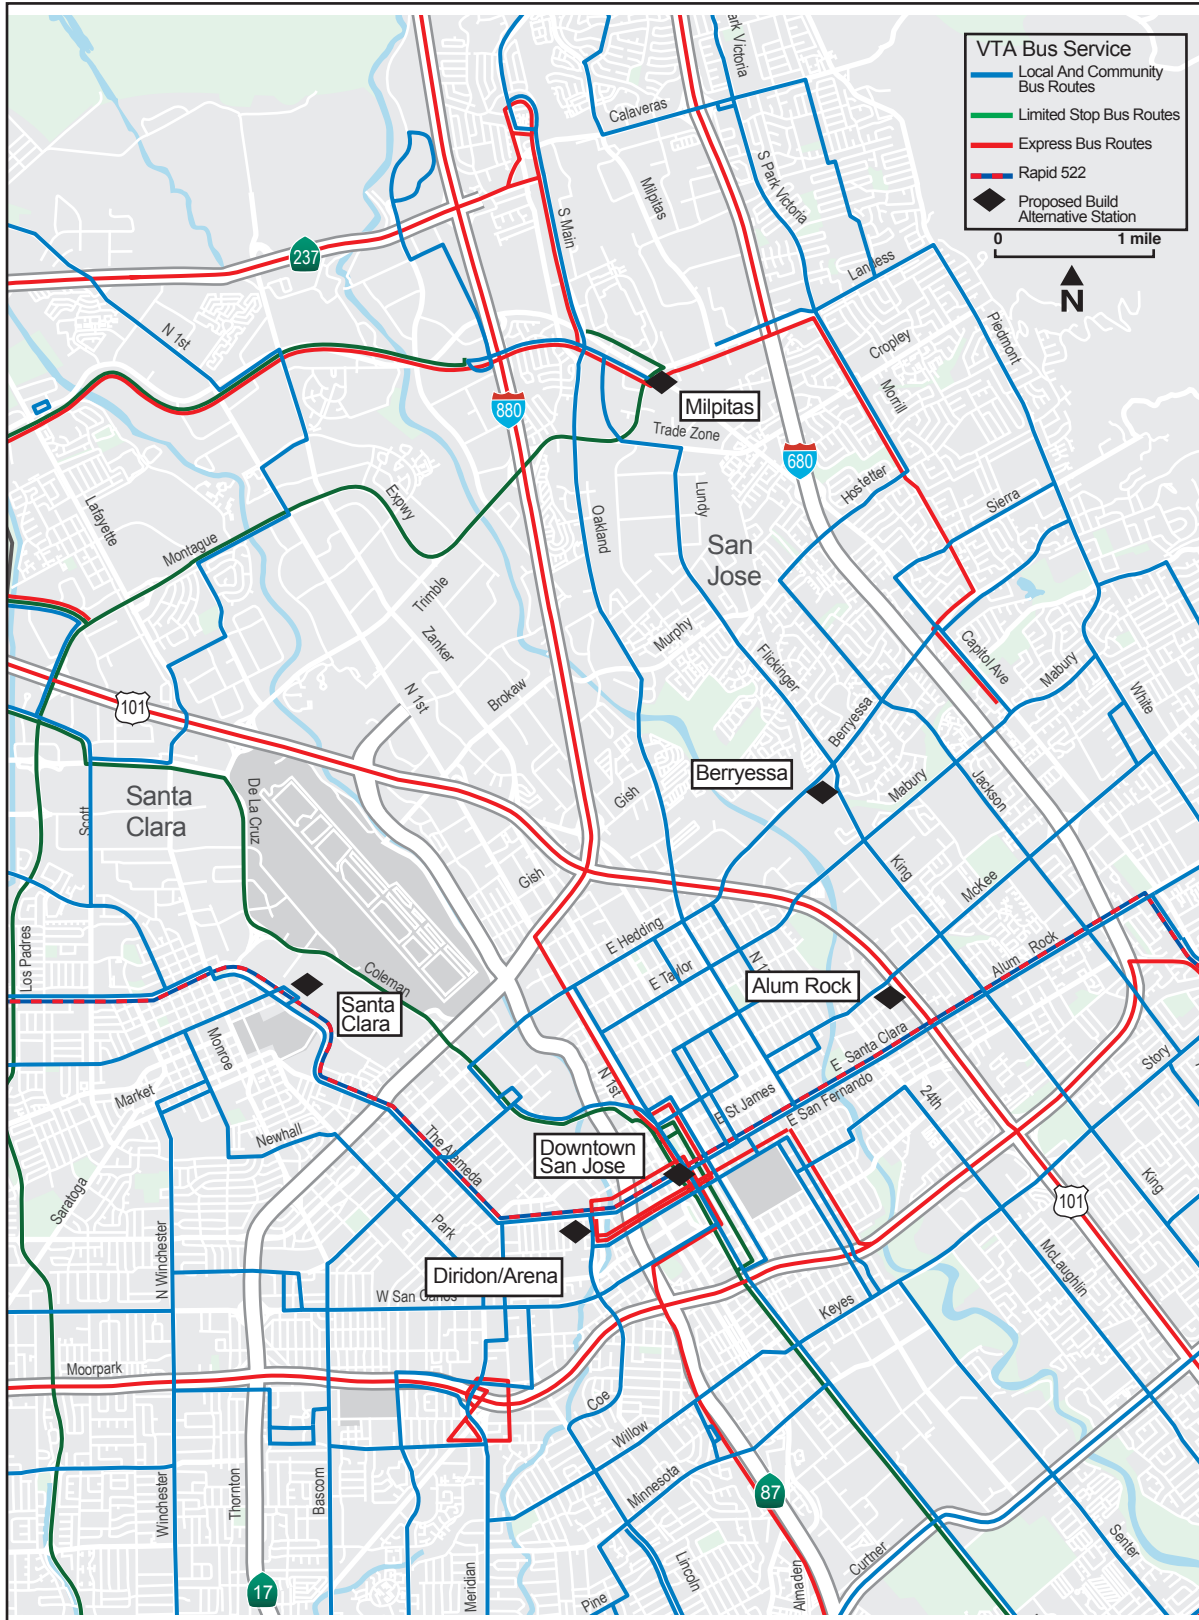 VTA Bus Service
Local And Community
Bus Routes
Limited Stop Bus Routes
Express Bus Routes
Rapid 522
Proposed Build
Alternative Station
0 1 mile
N
Park Victoria
Calaveras
Milpitas
S Park Victoria
S Main
237
N 1st
Landess
Piedmont
Cropley
Morrill
Milpitas
880
Trade Zone
680
Hostetter
Sierra
Lafayette
Expwy
Montague
Oakland
Lundy
San
Jose
Trimble
Zanker
Murphy
Flickinger
Capitol Ave
Mabury
White
N 1st
Brokaw
101
Berryessa
Berryessa
Gish
Mabury
Jackson
Santa
Clara
De La Cruz
Scott
Gish
King
McKee
Los Padres
E Hedding
E Taylor
Alum Rock
Alum Rock
Coleman
Santa
Clara
Monroe
E Santa Clara
Story
Market
N 1st
E St James
E San Fernando
24th
Newhall
The Alameda
Downtown
San Jose
King
101
Saratoga
Park
N Winchester
Diridon/Arena
W San Carlos
McLaughlin
Keyes
Moorpark
Coe
Willow
Minnesota
87
Winchester
Thornton
Bascom
Meridian
Lincoln
Pine
Almaden
Curtner
Senter
17